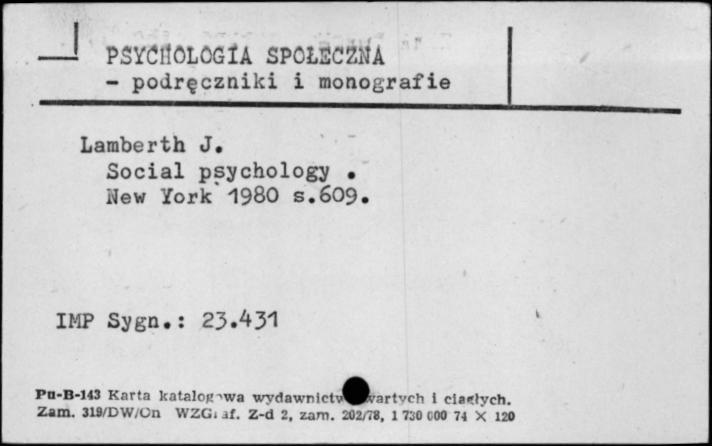 PSYCHOLOGIA SPOŁECZNA
- podręczniki i monografie
Lamberth J.
Social psychology .
New York 1980 s.609.
IMP Sygn.: 23.431
Pu-B-143 Karta katalogowa wydawnictw zwartych i ciągłych.
Zam. 319/DW/On WZGraf. Z-d 2, zam. 202/78, 1 730 000 74 X 120